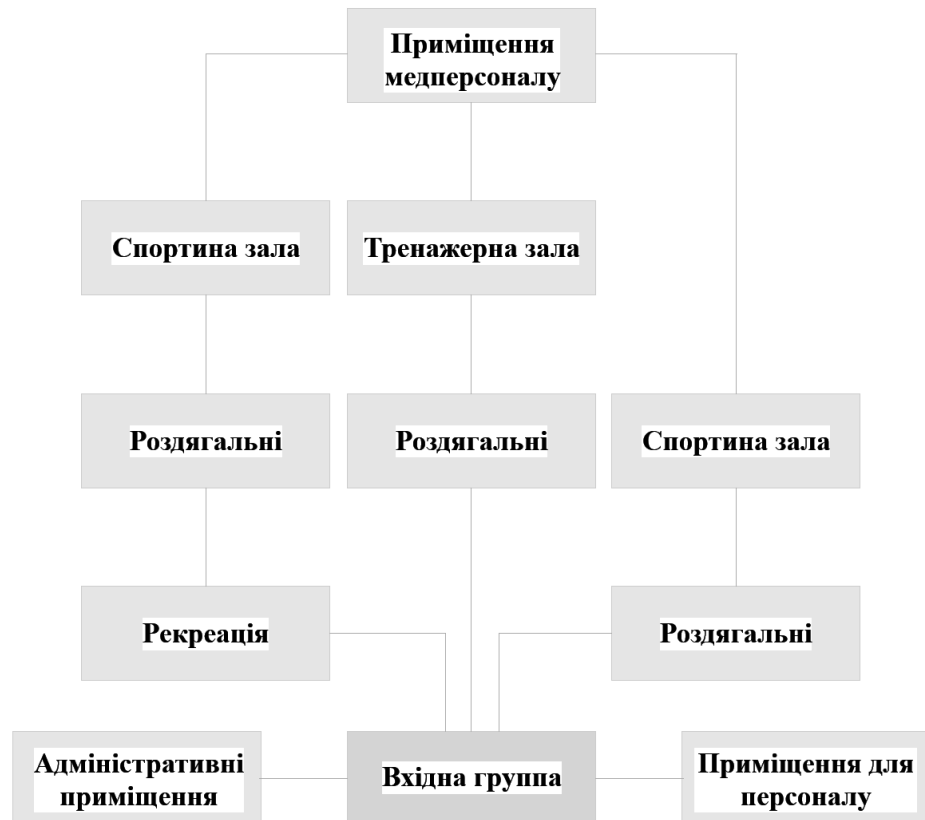 Приміщення
медперсоналу
Спортина зала
Тренажерна зала
Роздягальні
Роздягальні
Спортина зала
Рекреація
Роздягальні
Адміністративні
приміщення
Вхідна группа
Приміщення для
персоналу